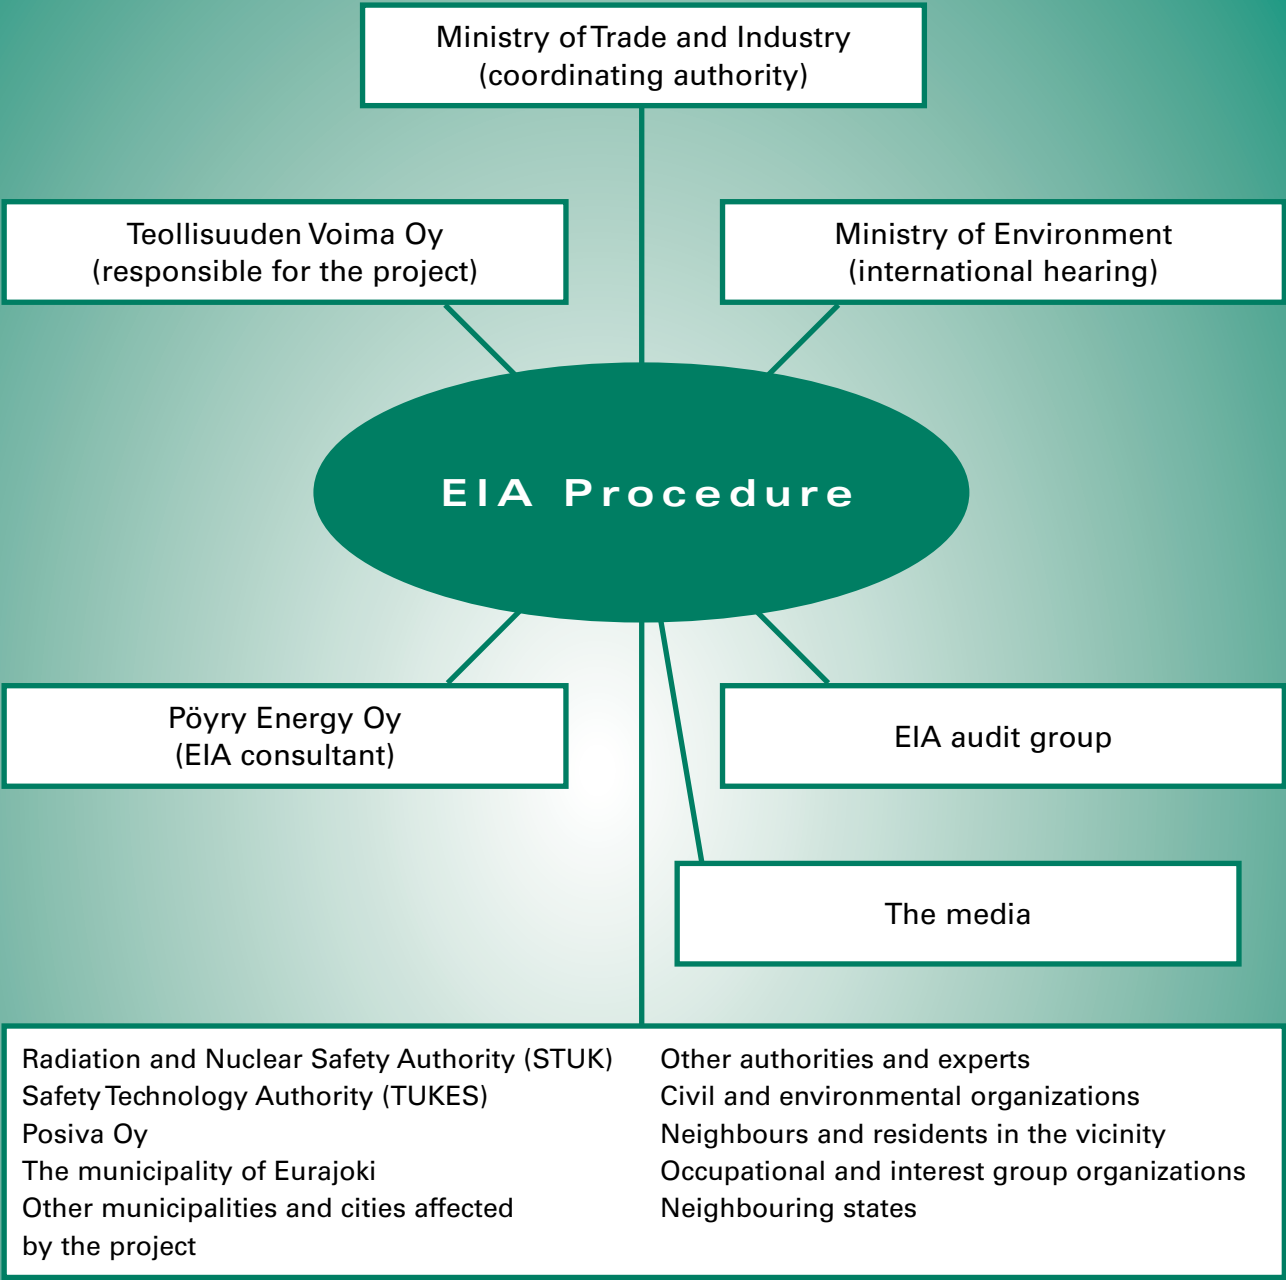 Ministry of Trade and Industry
(coordinating authority)
Teollisuuden Voima Oy
(responsible for the project)
Ministry of Environment
(international hearing)
EIA Procedure
Pöyry Energy Oy
(EIA consultant)
EIA audit group
The media
Radiation and Nuclear Safety Authority (STUK)
Safety Technology Authority (TUKES)
Posiva Oy
The municipality of Eurajoki
Other municipalities and cities affected
by the project
Other authorities and experts
Civil and environmental organizations
Neighbours and residents in the vicinity
Occupational and interest group organizations
Neighbouring states